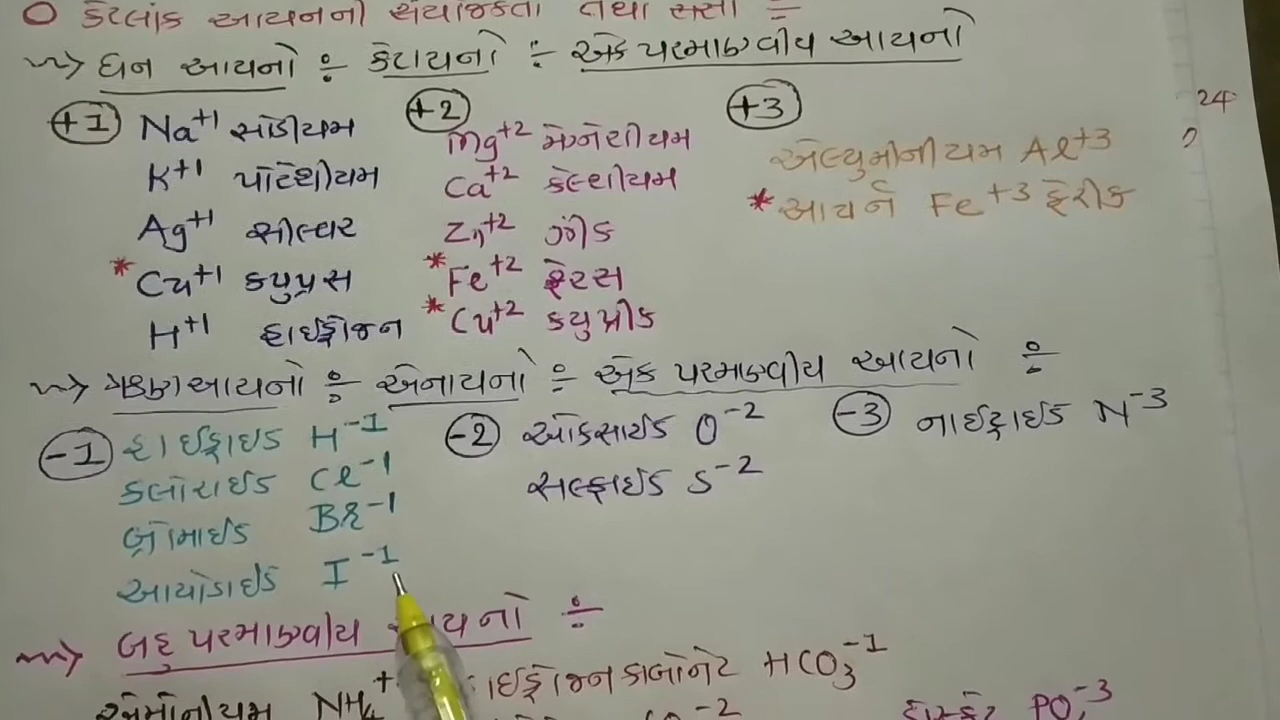 કેટલાંક આયનની સંયોજકતા તથા સંજ્ઞા
ધન આયનો ÷ કેટાયનો ÷ એક પરમાણ્વીય આયનો
+1 Na+1 સોડીયમ
K+1 પોટેશીયમ
Ag+1 સીલ્વર
* Cu+1 ક્યુપ્રસ
H+1 હાઈડ્રોજન
+2
Mg+2 મેગ્નેશીયમ
Ca+2 કેલ્શીયમ
Zn+2 ઝીંક
* Fe+2 ફેરસ
* Cu+2 ક્યુપ્રીક
+3
એલ્યુમીનીયમ Al+3
* આયર્ન Fe+3 ફેરીક
24
ઋણ આયનો ÷ એનાયનો ÷ એક પરમાણ્વીય આયનો ÷
-1 હાઈડ્રાઈડ H-1
ક્લોરાઈડ Cl-1
બ્રોમાઈડ Br-1
આયોડાઈડ I-1
-2 ઓક્સાઈડ O-2
સલ્ફાઈડ S-2
-3 નાઈટ્રાઈડ N-3
બહુ પરમાણ્વીય આયનો ÷
એમોનીયમ NH4+ હાઈડ્રોજન કાર્બોનેટ HCO3-1
PO4-3